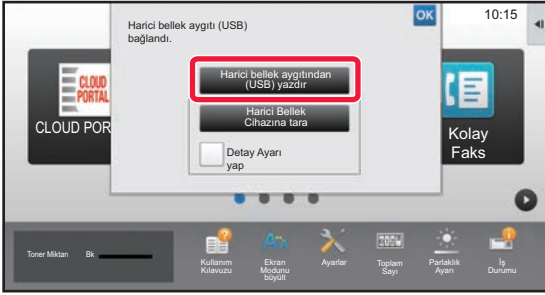 Harici bellek aygıtı (USB)
bağlandı.
OK
10:15
Harici bellek aygıtından
(USB) yazdır
Harici Bellek
Cihazına tara
Detay Ayarı
yap
CLOUD
PORTAL
CLOUD POR
Kolay
Faks
Toner Miktarı Bk
Kullanım
Kılavuzu
Ekran
Modunu
büyült
Ayarlar
Toplam
Sayı
Parlaklık
Ayarı
İş
Durumu